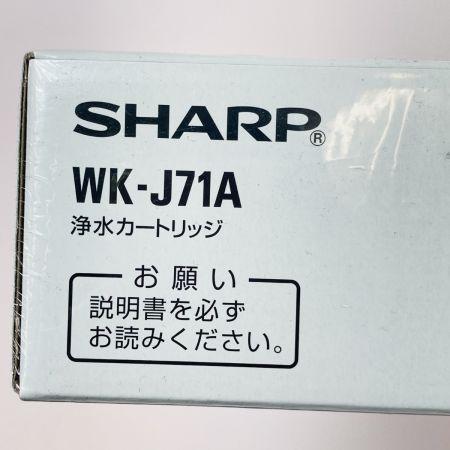 SHARP®
WK-J71A
浄水カートリッジ
お願い
説明書を必ず
お読みください。